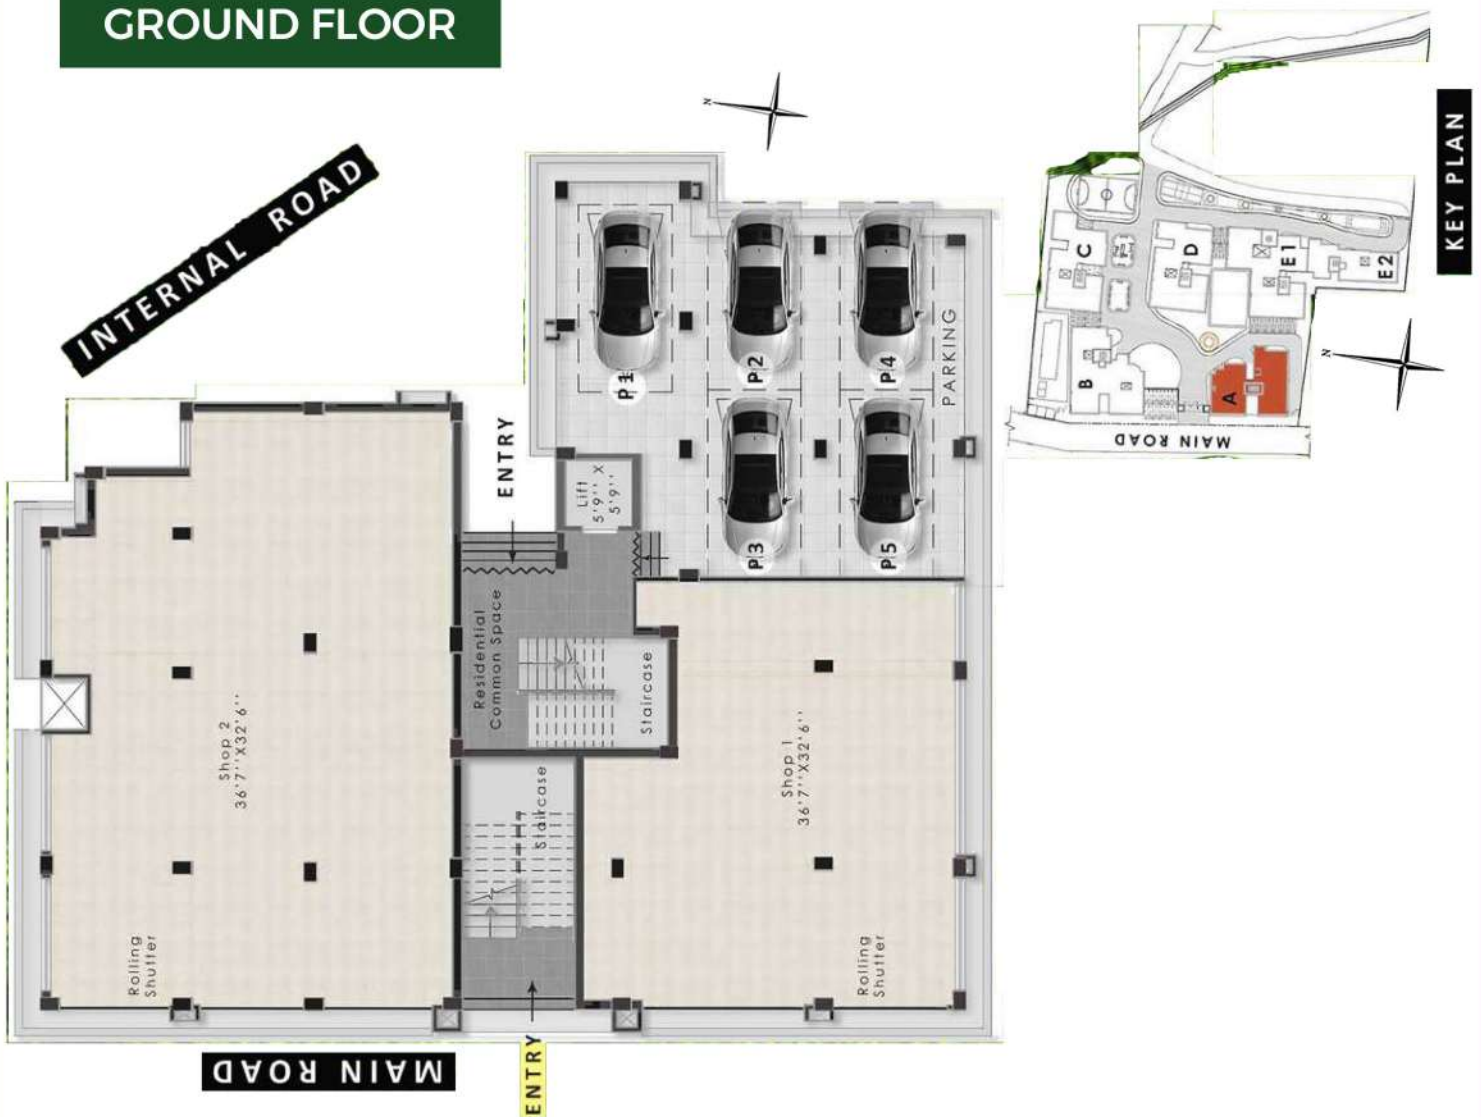 GROUND FLOOR
INTERNAL ROAD
N
KEY PLAN
C
D
E1
E2
B
A
MAIN ROAD
N
P1
P2
P4
PARKING
P3
P5
ENTRY
Lift
5'9'' X
5'9''
Residential
Common Space
Staircase
Staircase
Shop 2
36'7''X32'6''
Shop 1
36'7''X32'6''
Rolling
Shutter
Rolling
Shutter
MAIN ROAD
ENTRY